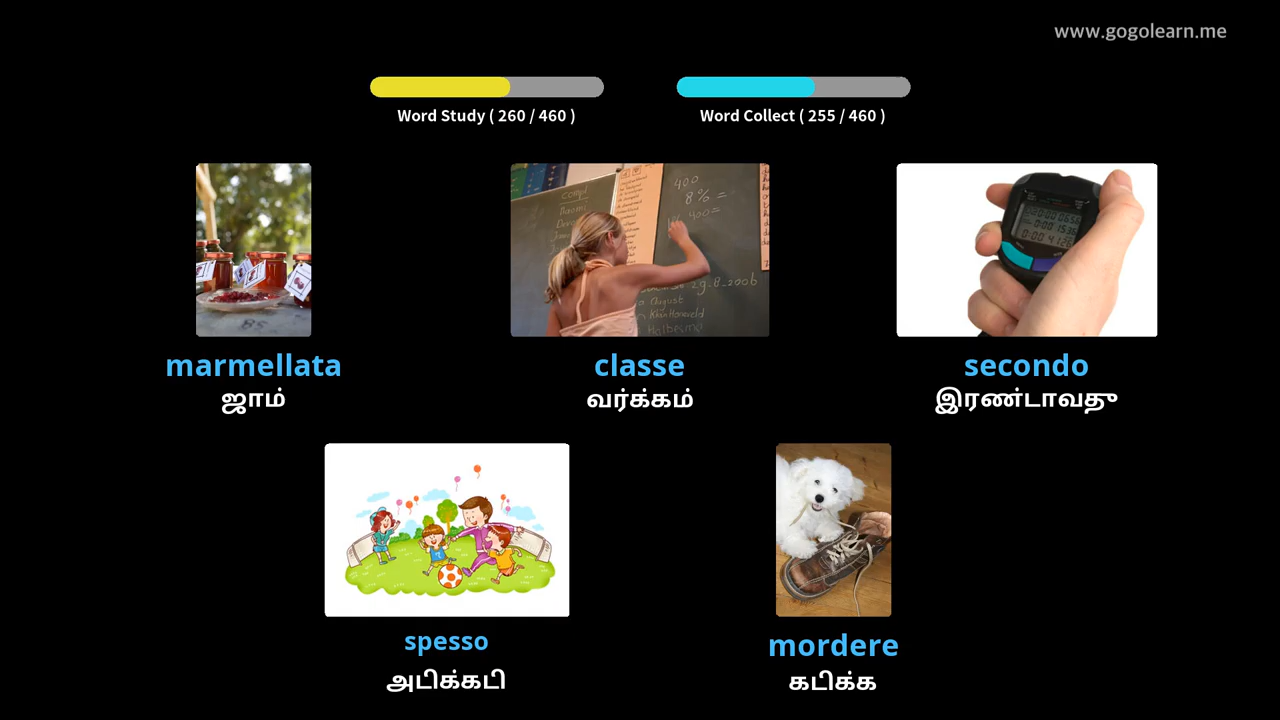 www.gogolearn.me
Word Study ( 260 / 460 )
Word Collect ( 255 / 460 )
marmellata
ஜாம்
classe
வர்க்கம்
secondo
இரண்டாவது
spesso
அடிக்கடி
mordere
கடிக்க